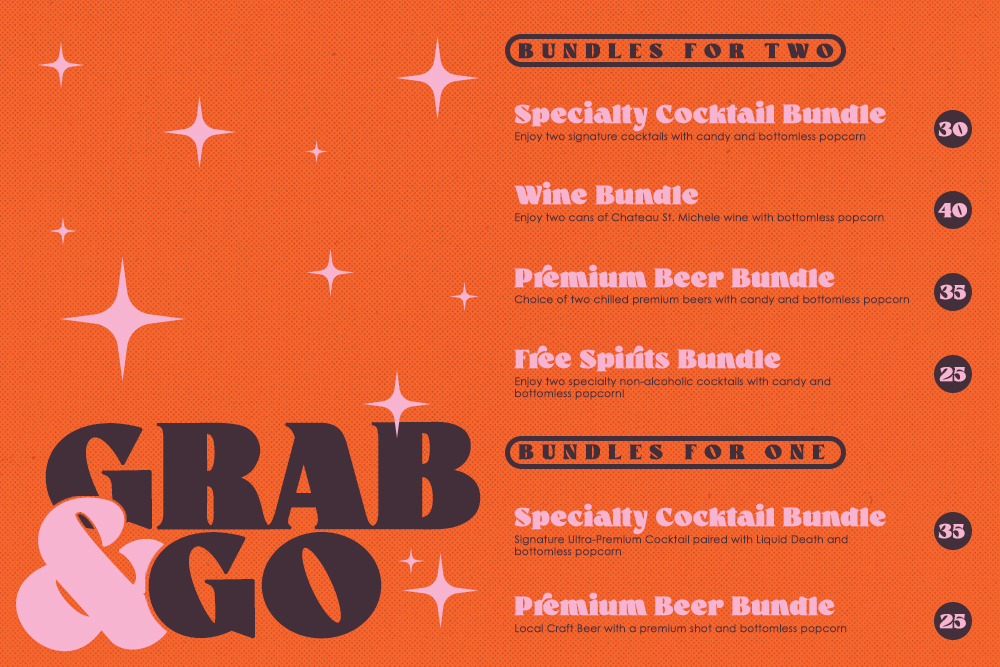 GRAB
& GO
BUNDLES FOR TWO
Specialty Cocktail Bundle
Enjoy two signature cocktails with candy and bottomless popcorn
30
Wine Bundle
Enjoy two cans of Chateau St. Michele wine with bottomless popcorn
40
Premium Beer Bundle
Choice of two chilled premium beers with candy and bottomless popcorn
35
Free Spirits Bundle
Enjoy two specialty non-alcoholic cocktails with candy and
bottomless popcorn!
25
BUNDLES FOR ONE
Specialty Cocktail Bundle
Signature Ultra-Premium Cocktail paired with Liquid Death and
bottomless popcorn
35
Premium Beer Bundle
Local Craft Beer with a premium shot and bottomless popcorn
25